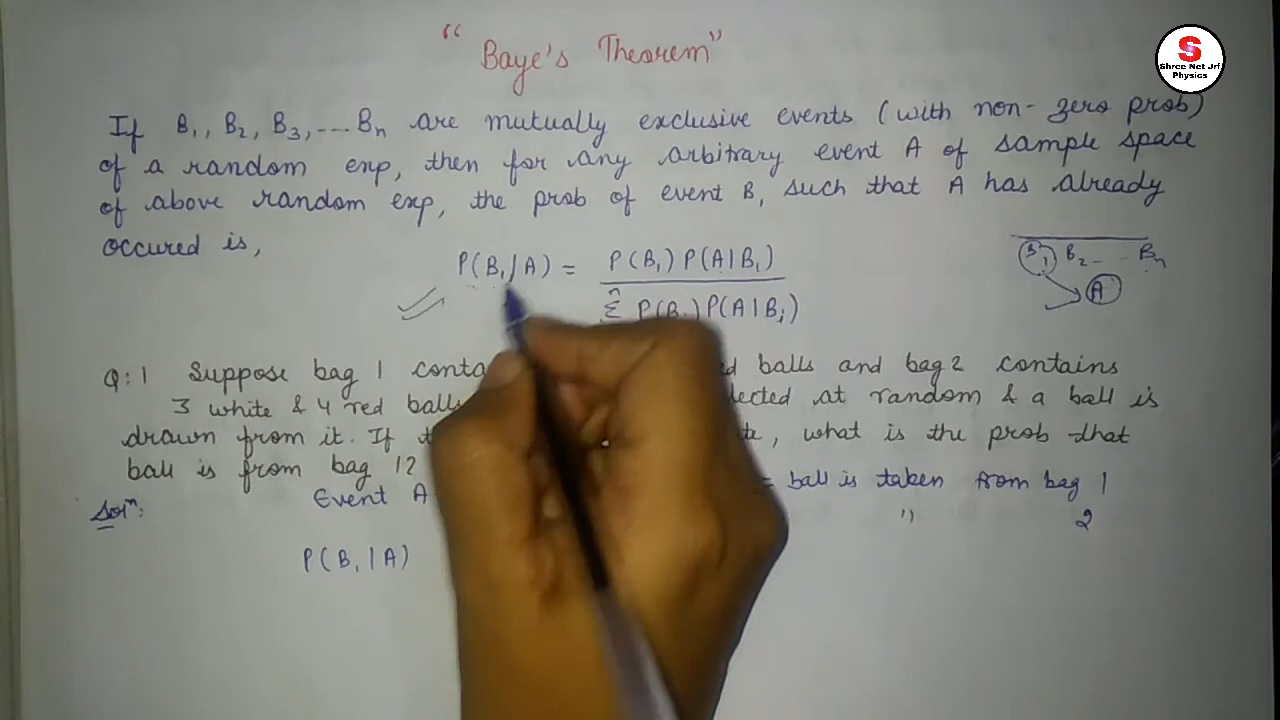 "Baye's Theorem"
S
Shree Net Jrf
Physics
If B1, B2, B3, ... Bn are mutually exclusive events (with non-zero prob)
of a random exp, then for any arbitrary event A of sample space
of above random exp, the prob of event B, such that A has already
occured is,
P(B1/A) = P(B1) P(A|B1)
n
Σ P(Bi) P(A|Bi)
B1 B2 -- Bn
A
Q:1 Suppose bag 1 balls and bag 2 contains
3 white & 4 red balls at random & a ball is
drawn from it. If what is the prob that
ball is from bag 1?
Soln: Event A = ball is taken from bag 1
" 2
P(B1|A)